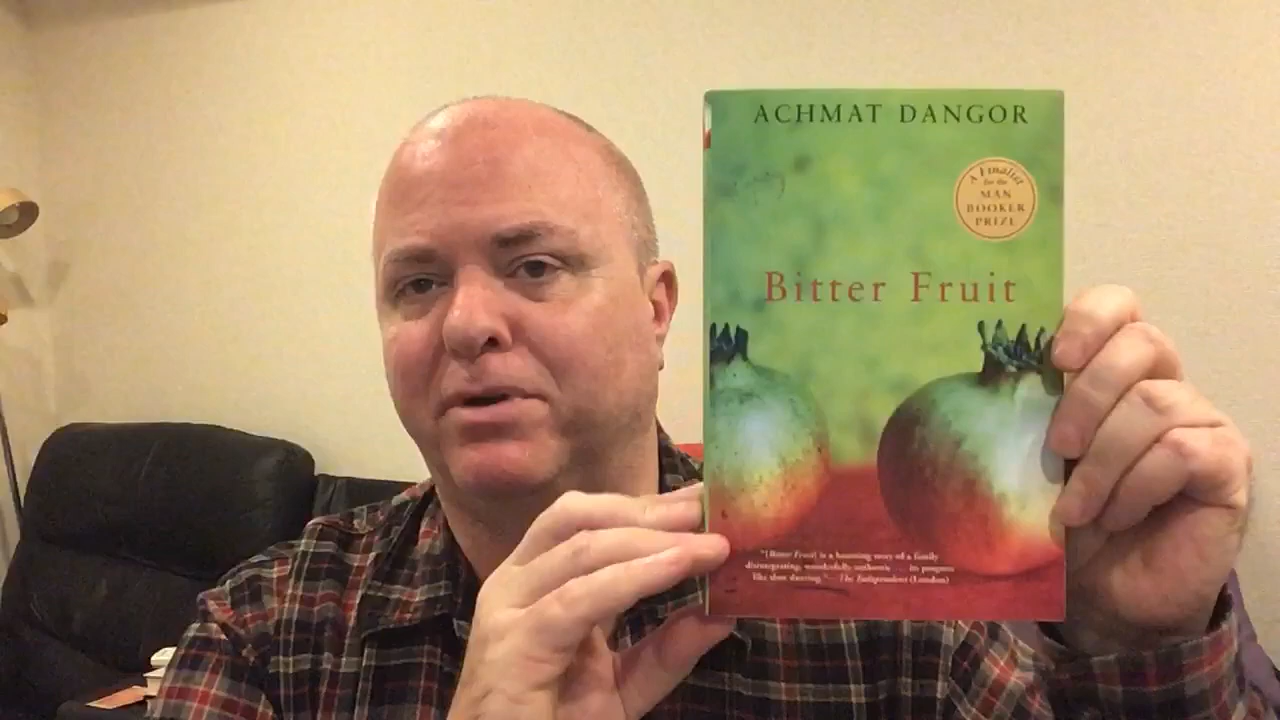 ACHMAT DANGOR
A Finalist
for the
MAN
BOOKER
PRIZE
Bitter Fruit
"[Bitter Fruit] is a haunting story of a family
disintegrating, wonderfully authentic . . . its progress
like slow dancing."—The Independent (London)